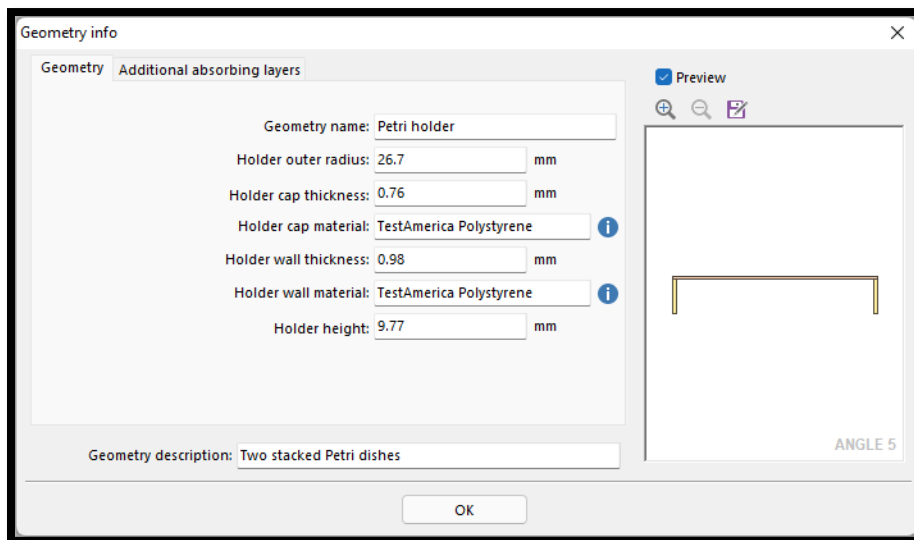 Geometry info
Geometry Additional absorbing layers
Preview
Geometry name: Petri holder
Holder outer radius: 26.7 mm
Holder cap thickness: 0.76 mm
Holder cap material: TestAmerica Polystyrene
Holder wall thickness: 0.98 mm
Holder wall material: TestAmerica Polystyrene
Holder height: 9.77 mm
ANGLE 5
Geometry description: Two stacked Petri dishes
OK